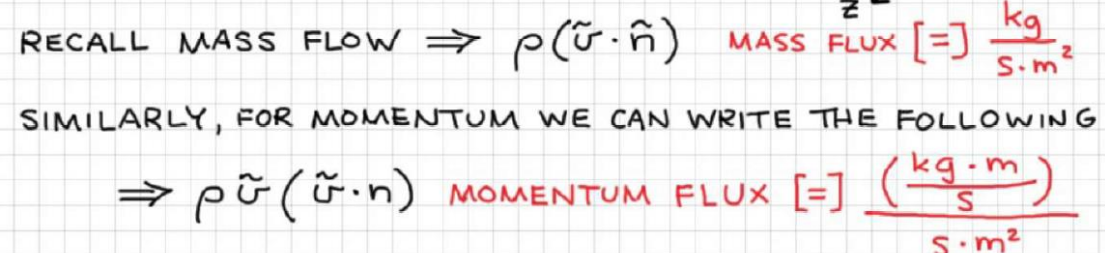 z
RECALL MASS FLOW ⇒ ρ(ṽ·ñ) MASS FLUX [=] kg/(s·m²)
SIMILARLY, FOR MOMENTUM WE CAN WRITE THE FOLLOWING
⇒ ρṽ(ṽ·n) MOMENTUM FLUX [=] (kg·m/s)/(s·m²)